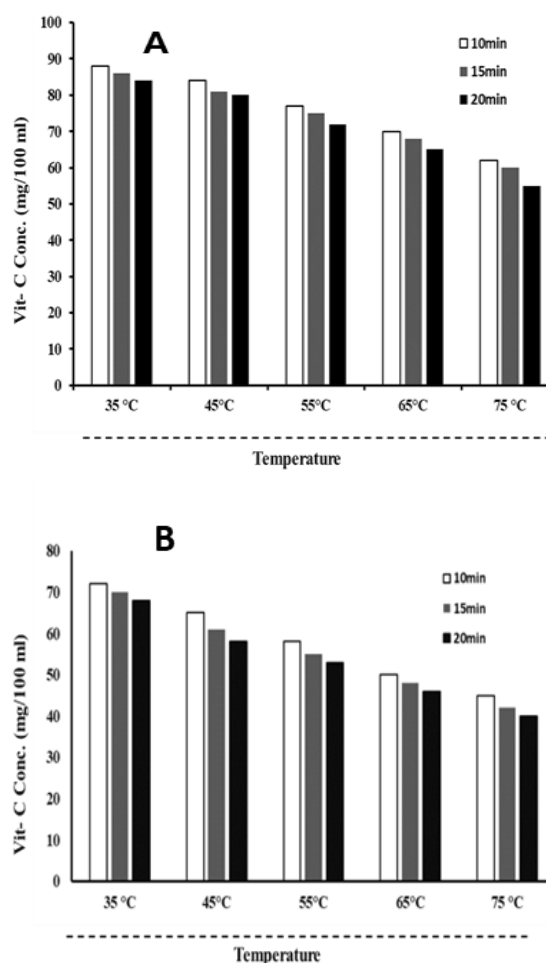 A
100
90
80
70
60
50
40
30
20
10
0
Vit- C Conc. (mg/100 ml)
10min
15min
20min
35 °C 45°C 55°C 65°C 75 °C
Temperature
B
80
70
60
50
40
30
20
10
0
Vit- C Conc. (mg/100 ml)
10min
15min
20min
35 °C 45°C 55°C 65°C 75 °C
Temperature